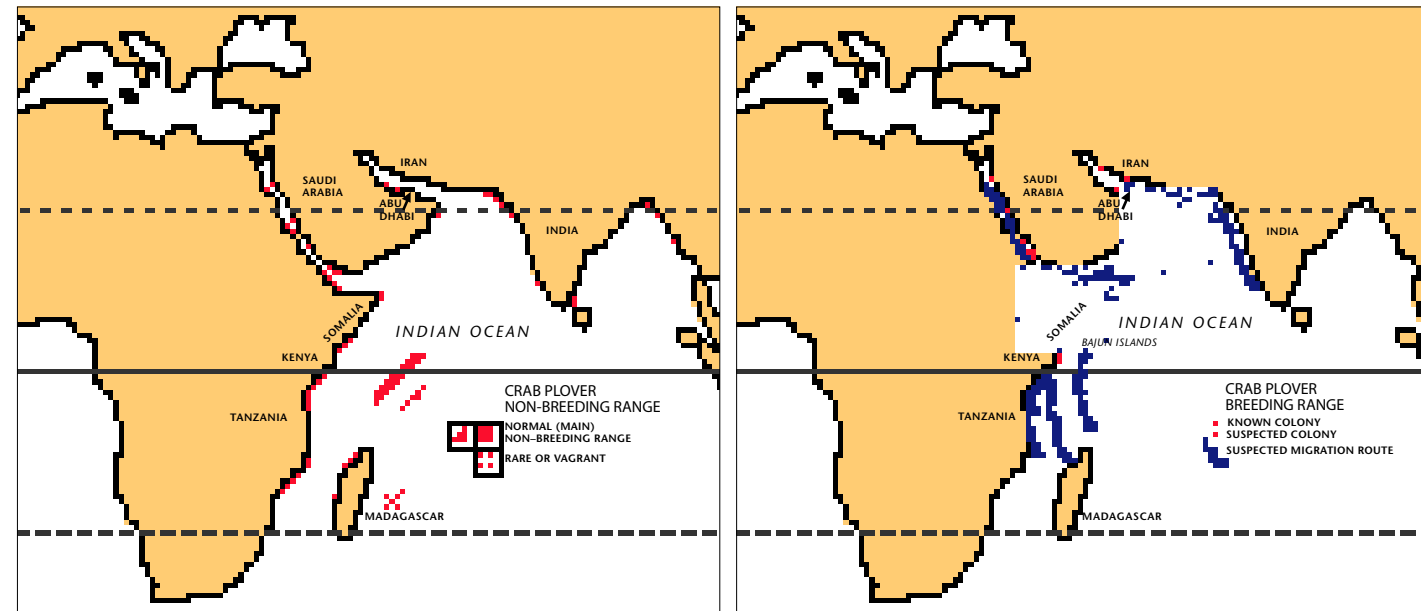 IRAN
SAUDI
ARABIA
ABU
DHABI
INDIA
SOMALIA
INDIAN OCEAN
KENYA
TANZANIA
CRAB PLOVER
NON-BREEDING RANGE
NORMAL (MAIN)
NON–BREEDING RANGE
RARE OR VAGRANT
MADAGASCAR
IRAN
SAUDI
ARABIA
ABU
DHABI
INDIA
SOMALIA
INDIAN OCEAN
BAJUN ISLANDS
KENYA
TANZANIA
CRAB PLOVER
BREEDING RANGE
KNOWN COLONY
SUSPECTED COLONY
SUSPECTED MIGRATION ROUTE
MADAGASCAR